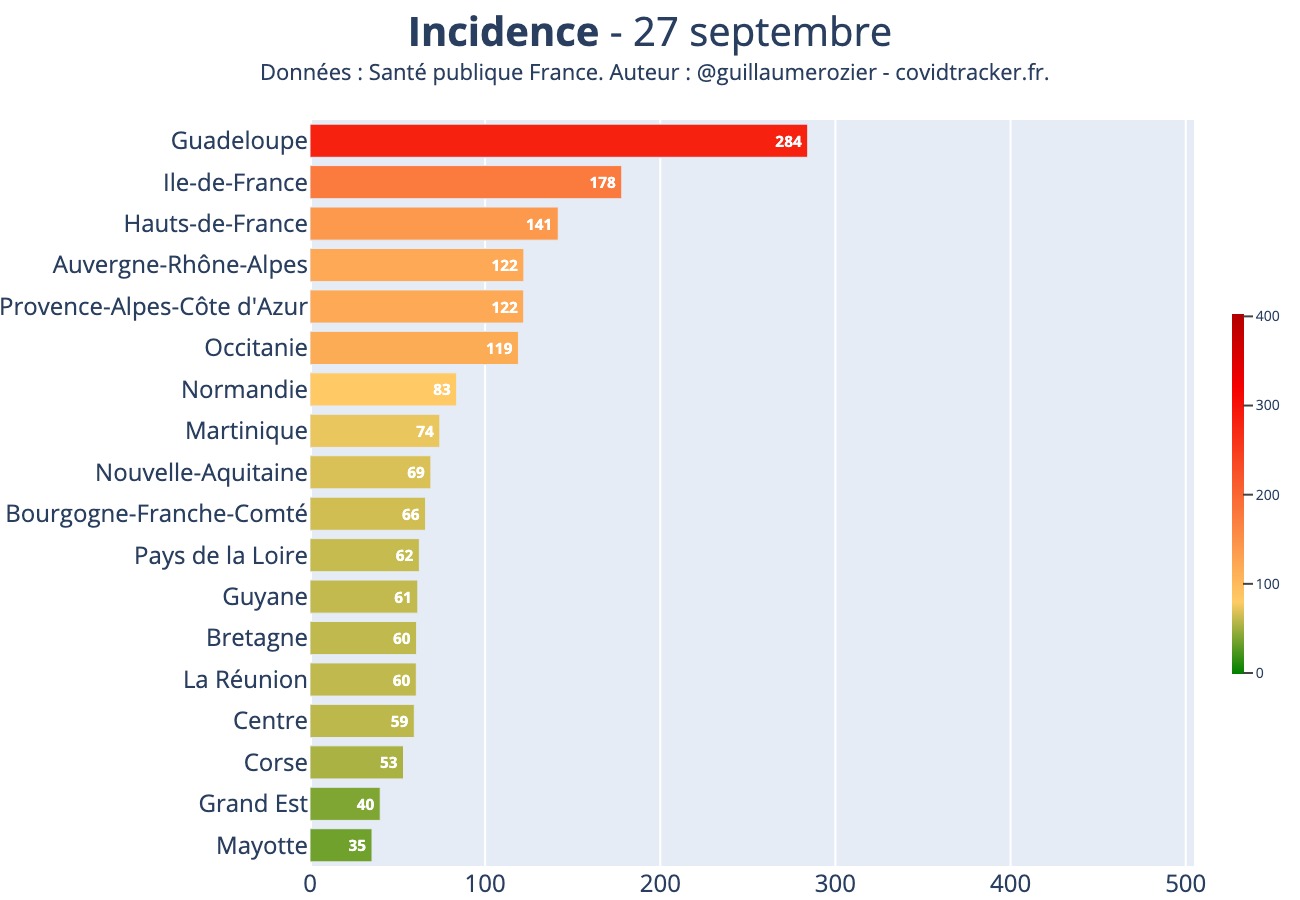 Incidence - 27 septembre
Données : Santé publique France. Auteur : @guillaumerozier - covidtracker.fr.
Guadeloupe 284
Ile-de-France 178
Hauts-de-France 141
Auvergne-Rhône-Alpes 122
Provence-Alpes-Côte d'Azur 122
Occitanie 119
Normandie 83
Martinique 74
Nouvelle-Aquitaine 69
Bourgogne-Franche-Comté 66
Pays de la Loire 62
Guyane 61
Bretagne 60
La Réunion 60
Centre 59
Corse 53
Grand Est 40
Mayotte 35
0 100 200 300 400 500
400
300
200
100
0